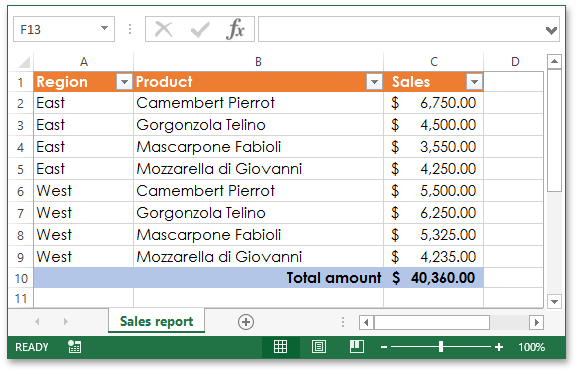 F13 fx
A B C D
1 Region Product Sales
2 East Camembert Pierrot $ 6,750.00
3 East Gorgonzola Telino $ 4,500.00
4 East Mascarpone Fabioli $ 3,550.00
5 East Mozzarella di Giovanni $ 4,250.00
6 West Camembert Pierrot $ 5,500.00
7 West Gorgonzola Telino $ 6,250.00
8 West Mascarpone Fabioli $ 5,325.00
9 West Mozzarella di Giovanni $ 4,235.00
10 Total amount $ 40,360.00
11
Sales report
READY 100%